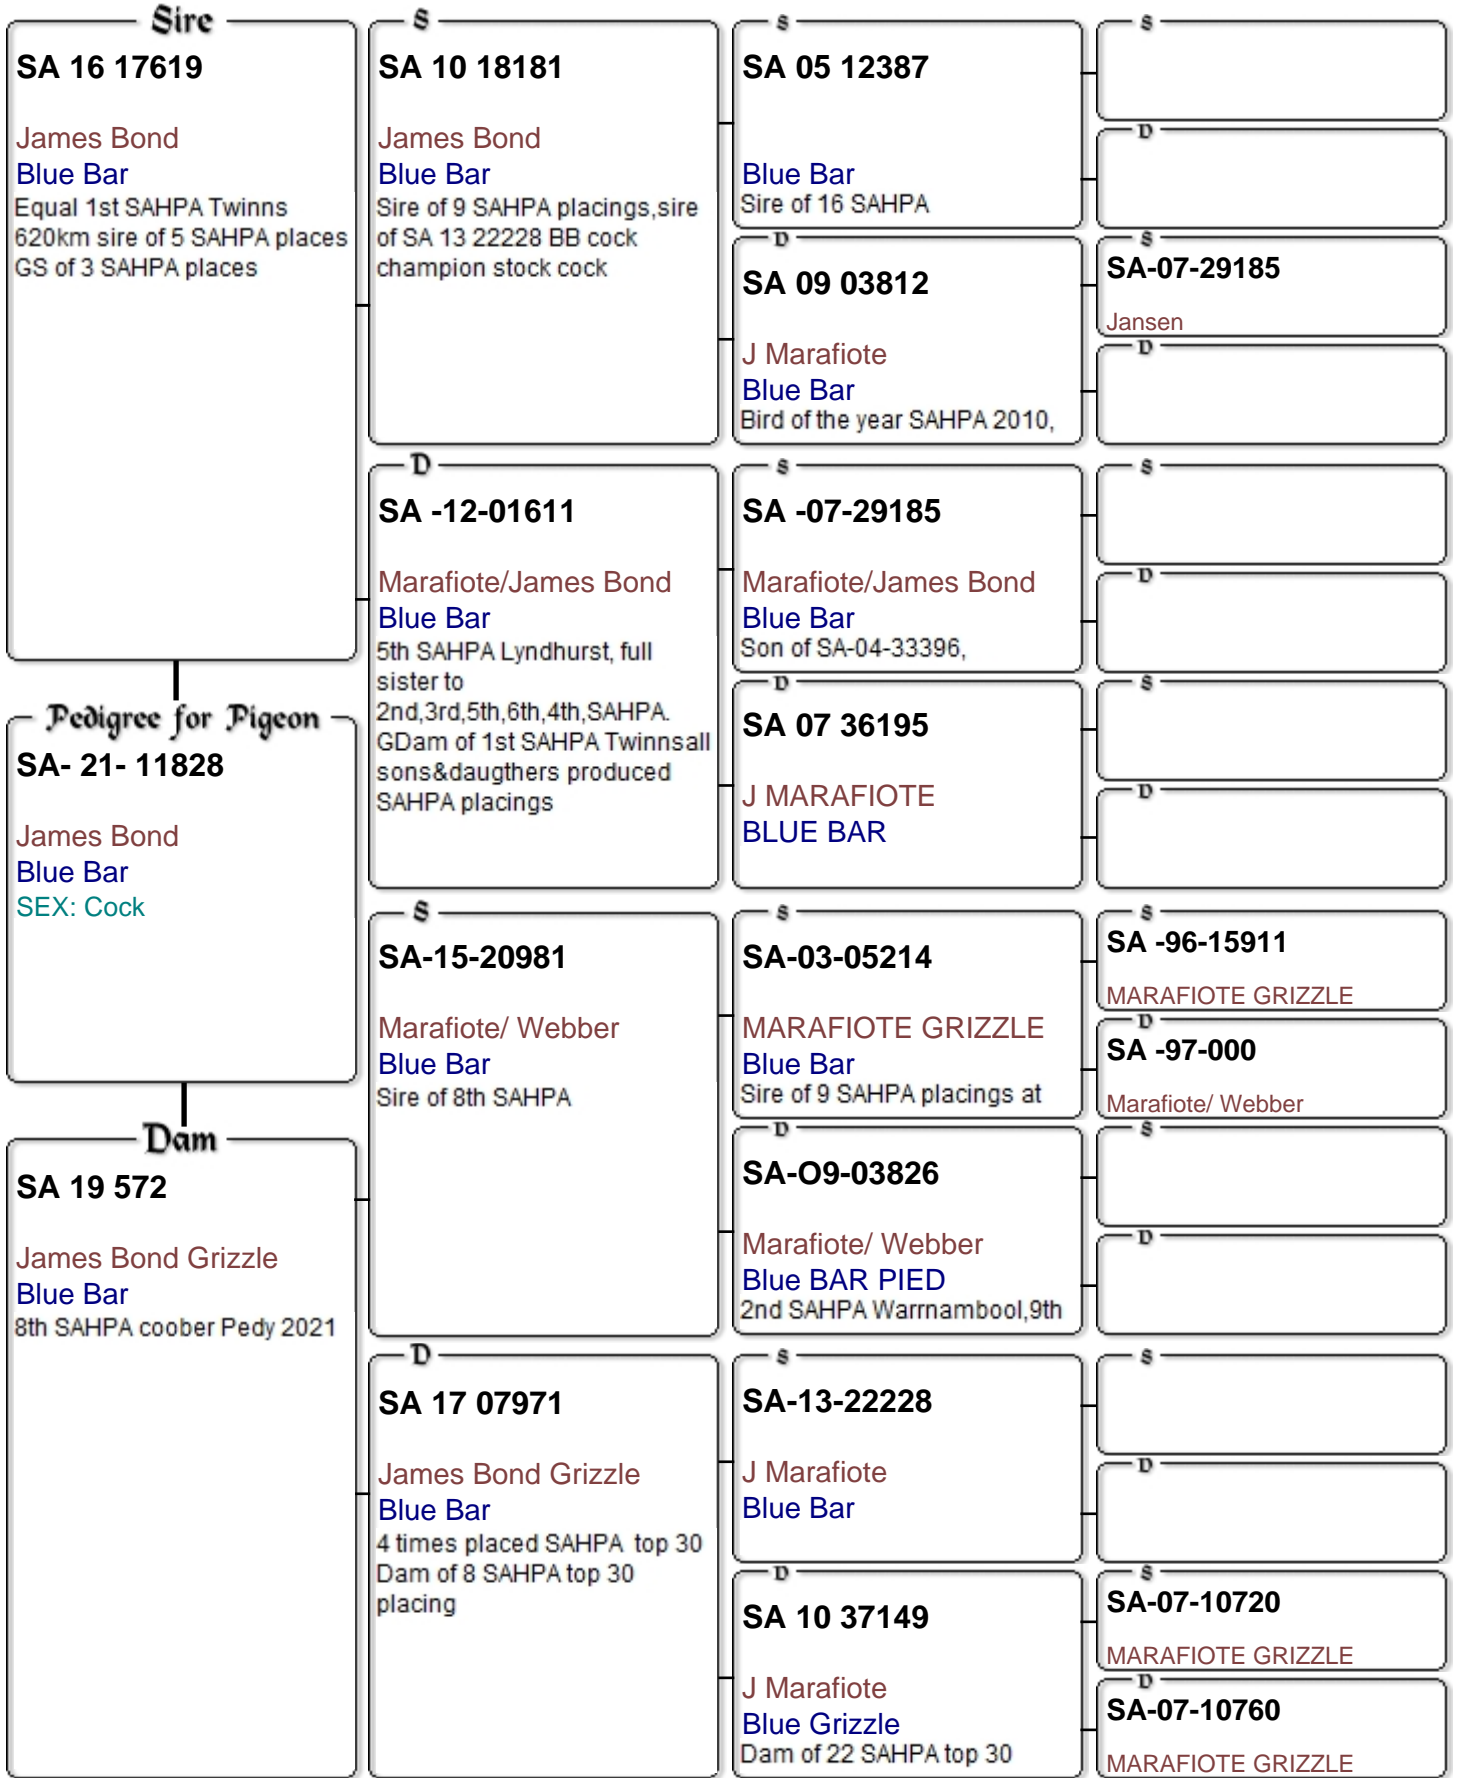 Sire
SA 16 17619
James Bond
Blue Bar
Equal 1st SAHPA Twinns
620km sire of 5 SAHPA places
GS of 3 SAHPA places
Pedigree for Pigeon
SA- 21- 11828
James Bond
Blue Bar
SEX: Cock
Dam
SA 19 572
James Bond Grizzle
Blue Bar
8th SAHPA coober Pedy 2021
S
SA 10 18181
James Bond
Blue Bar
Sire of 9 SAHPA placings,sire
of SA 13 22228 BB cock
champion stock cock
D
SA -12-01611
Marafiote/James Bond
Blue Bar
5th SAHPA Lyndhurst, full
sister to
2nd,3rd,5th,6th,4th,SAHPA.
GDam of 1st SAHPA Twinnsall
sons&daugthers produced
SAHPA placings
S
SA-15-20981
Marafiote/ Webber
Blue Bar
Sire of 8th SAHPA
D
SA 17 07971
James Bond Grizzle
Blue Bar
4 times placed SAHPA  top 30
Dam of 8 SAHPA top 30
placing
S
SA 05 12387
Blue Bar
Sire of 16 SAHPA
D
SA 09 03812
J Marafiote
Blue Bar
Bird of the year SAHPA 2010,
S
SA -07-29185
Marafiote/James Bond
Blue Bar
Son of SA-04-33396,
D
SA 07 36195
J MARAFIOTE
BLUE BAR
S
SA-03-05214
MARAFIOTE GRIZZLE
Blue Bar
Sire of 9 SAHPA placings at
D
SA-O9-03826
Marafiote/ Webber
Blue BAR PIED
2nd SAHPA Warrnambool,9th
S
SA-13-22228
J Marafiote
Blue Bar
D
SA 10 37149
J Marafiote
Blue Grizzle
Dam of 22 SAHPA top 30
S
D
S
SA-07-29185
Jansen
D
S
D
S
D
S
SA -96-15911
MARAFIOTE GRIZZLE
D
SA -97-000
Marafiote/ Webber
S
D
S
D
S
SA-07-10720
MARAFIOTE GRIZZLE
D
SA-07-10760
MARAFIOTE GRIZZLE